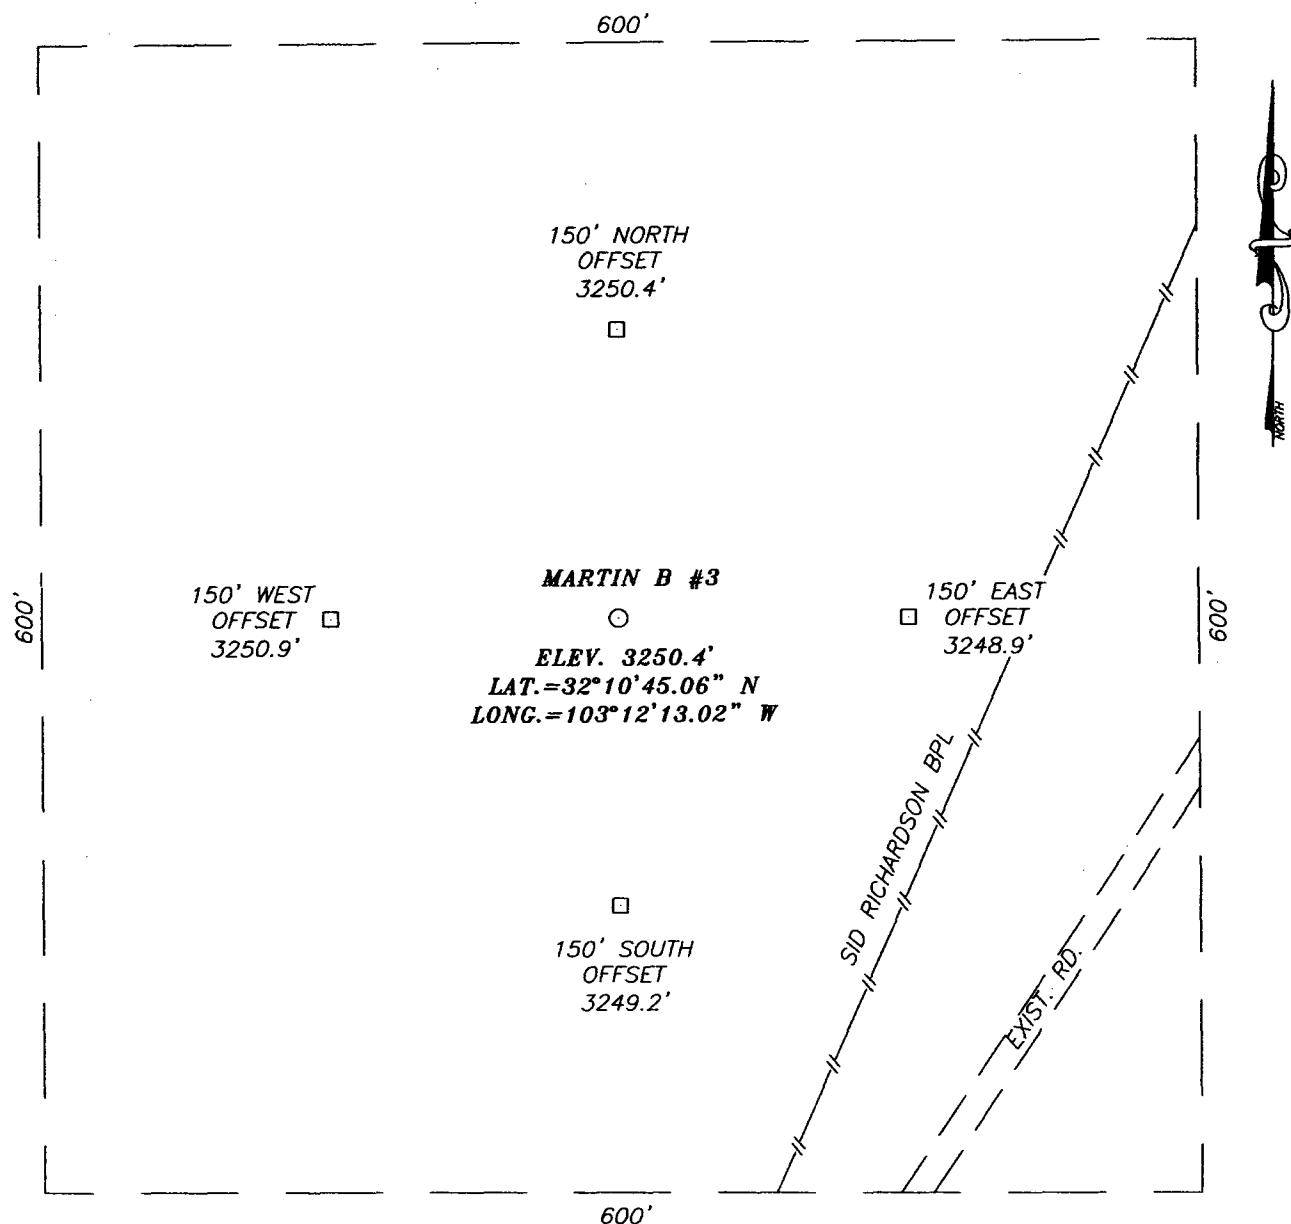 600'
150' NORTH
OFFSET
3250.4'
NORTH
MARTIN B #3
150' WEST
OFFSET
3250.9'
150' EAST
OFFSET
3248.9'
600'
600'
ELEV. 3250.4'
LAT.=32°10'45.06" N
LONG.=103°12'13.02" W
SID RICHARDSON BPL
150' SOUTH
OFFSET
3249.2'
EXIST. RD.
600'